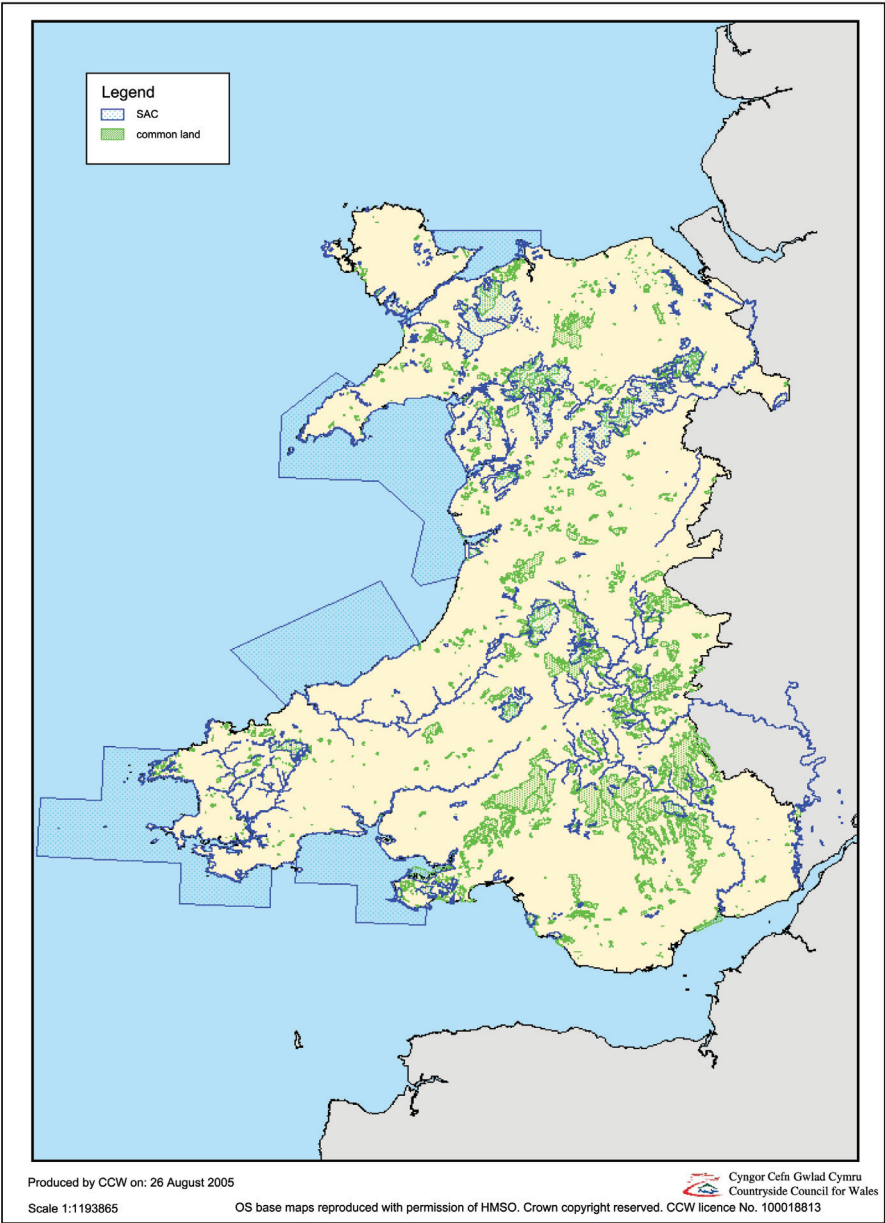 Legend
SAC
common land
Produced by CCW on: 26 August 2005
Cyngor Cefn Gwlad Cymru
Countryside Council for Wales
Scale 1:1193865
OS base maps reproduced with permission of HMSO. Crown copyright reserved. CCW licence No. 100018813